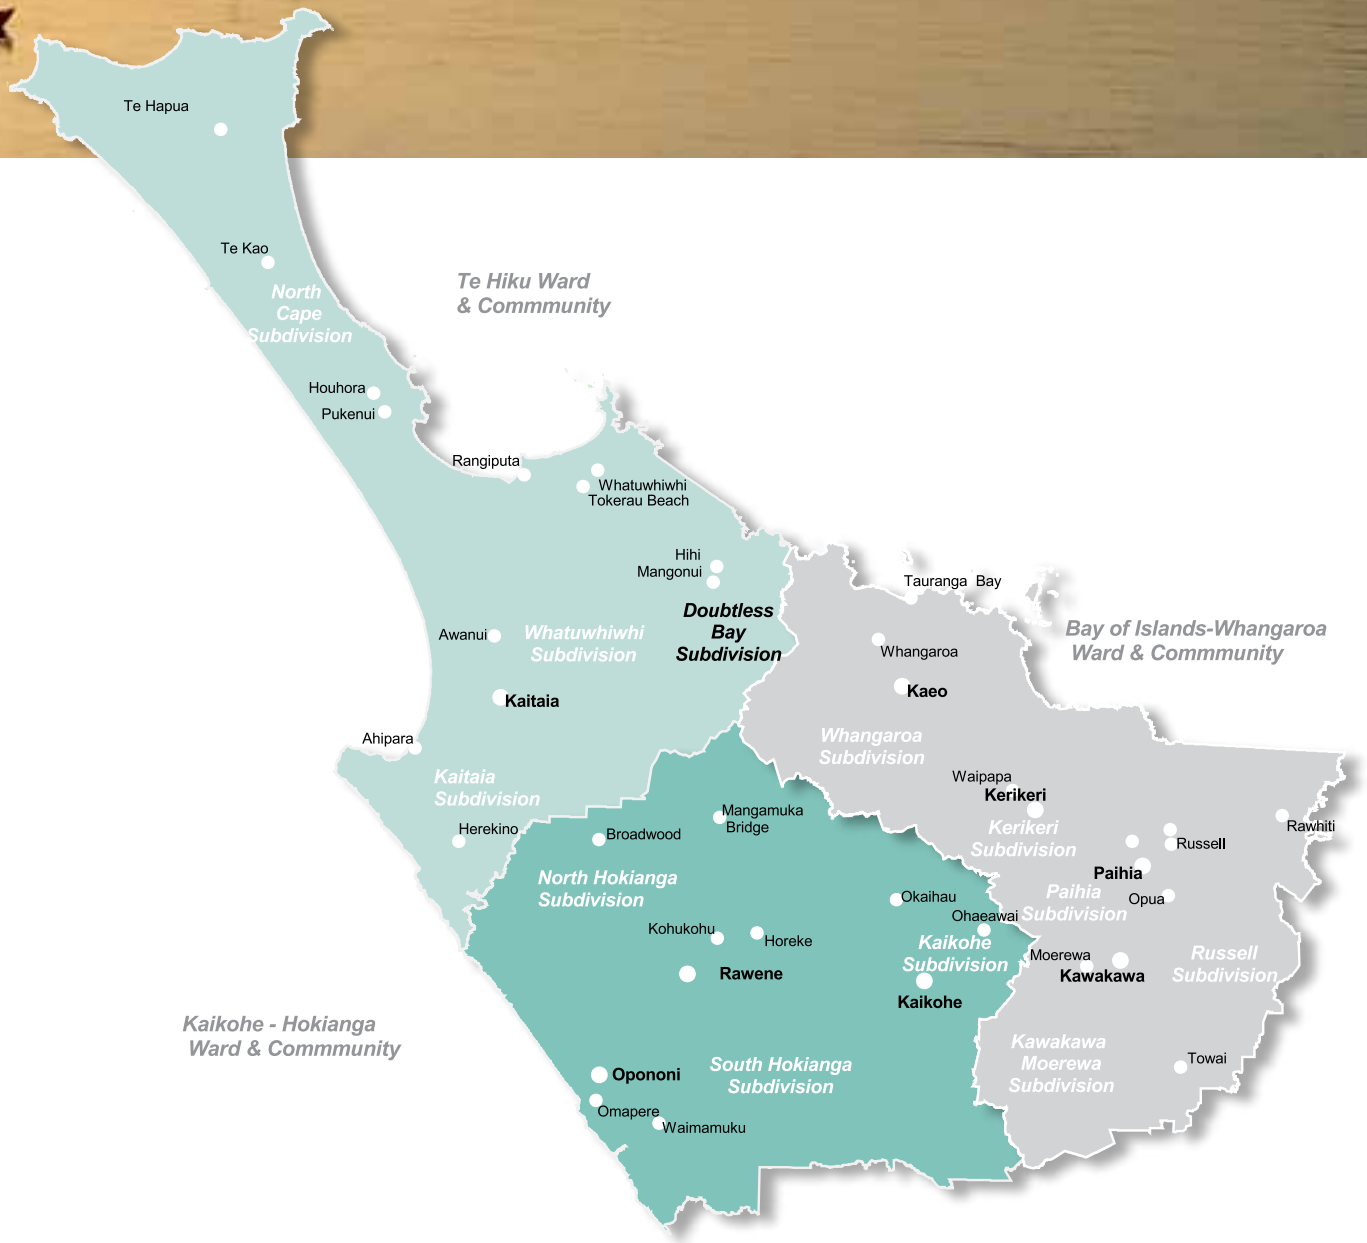 Te Hapua
Te Kao
North
Cape
Subdivision
Te Hiku Ward
& Commmunity
Houhora
Pukenui
Rangiputa
Whatuwhiwhi
Tokerau Beach
Hihi
Mangonui
Doubtless
Bay
Subdivision
Awanui
Whatuwhiwhi
Subdivision
Kaitaia
Ahipara
Kaitaia
Subdivision
Herekino
Tauranga Bay
Bay of Islands-Whangaroa
Ward & Commmunity
Whangaroa
Kaeo
Whangaroa
Subdivision
Waipapa
Kerikeri
Kerikeri
Subdivision
Rawhiti
Russell
Paihia
Paihia
Subdivision
Opua
Mangamuka
Bridge
Broadwood
North Hokianga
Subdivision
Okaihau
Ohaeawai
Kohukohu
Horeke
Kaikohe
Subdivision
Rawene
Kaikohe
Moerewa
Kawakawa
Russell
Subdivision
Kaikohe - Hokianga
Ward & Commmunity
Kawakawa
Moerewa
Subdivision
Towai
Opononi
South Hokianga
Subdivision
Omapere
Waimamuku